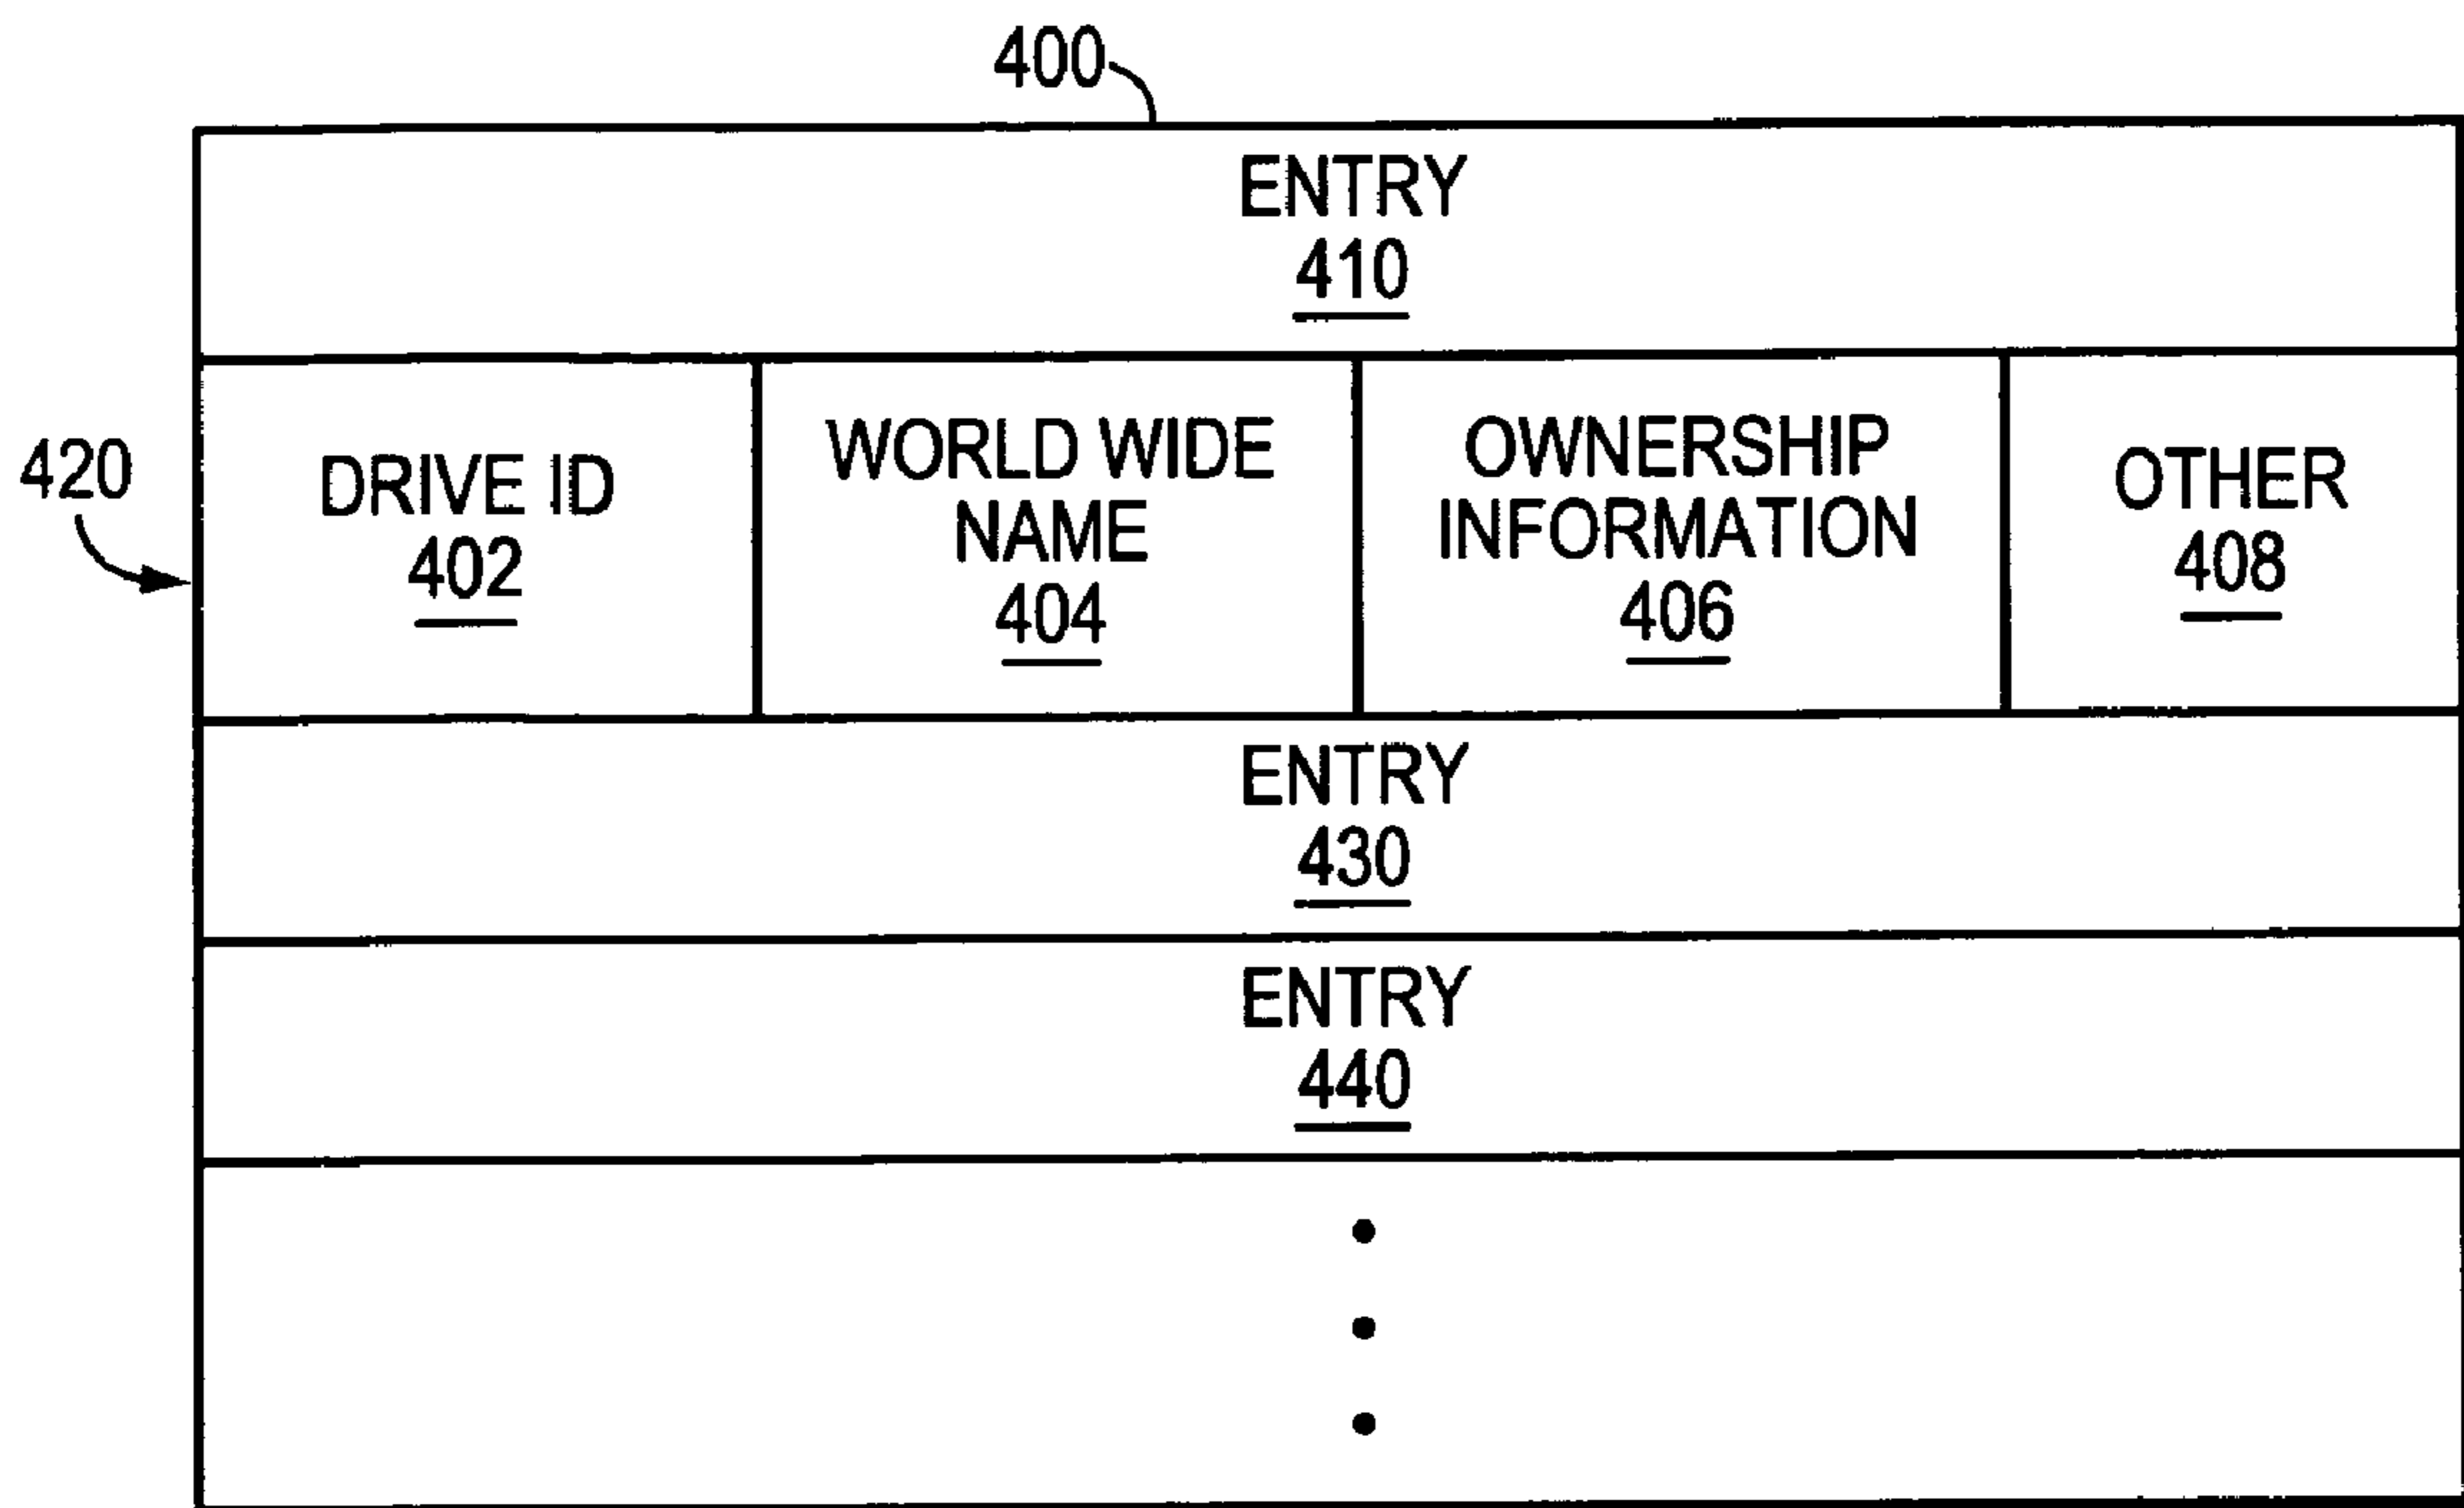 400
ENTRY
410
420
DRIVE ID
402
WORLD WIDE
NAME
404
OWNERSHIP
INFORMATION
406
OTHER
408
ENTRY
430
ENTRY
440